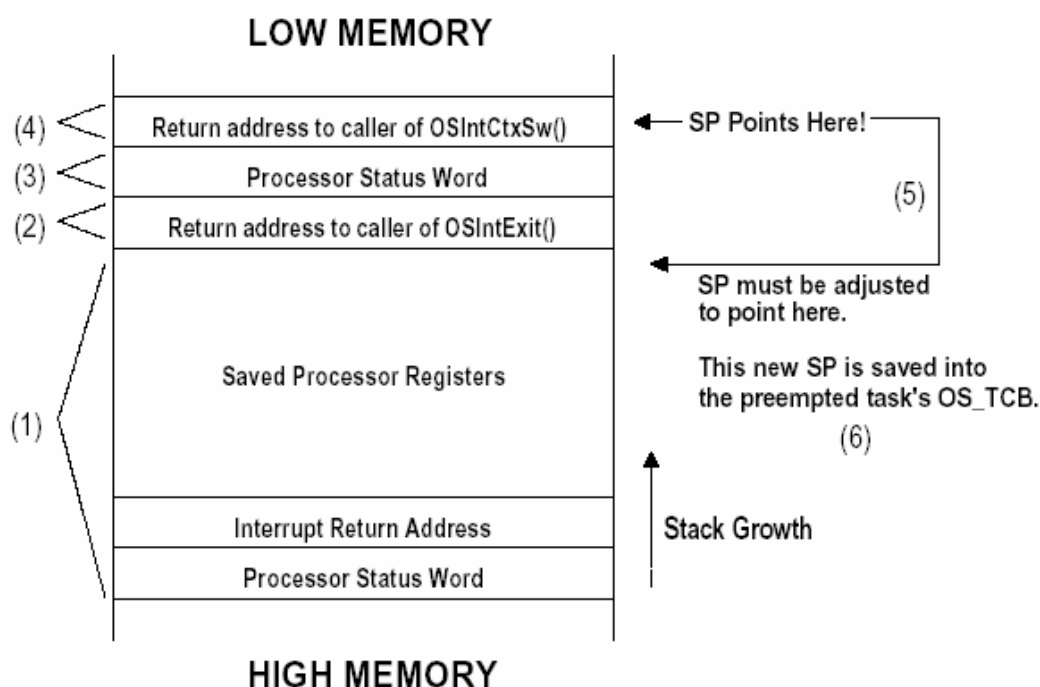 LOW MEMORY
(4)
Return address to caller of OSIntCtxSw()
SP Points Here!
(3)
Processor Status Word
(5)
(2)
Return address to caller of OSIntExit()
SP must be adjusted
to point here.
Saved Processor Registers
This new SP is saved into
the preempted task's OS_TCB.
(1)
(6)
Interrupt Return Address
Stack Growth
Processor Status Word
HIGH MEMORY